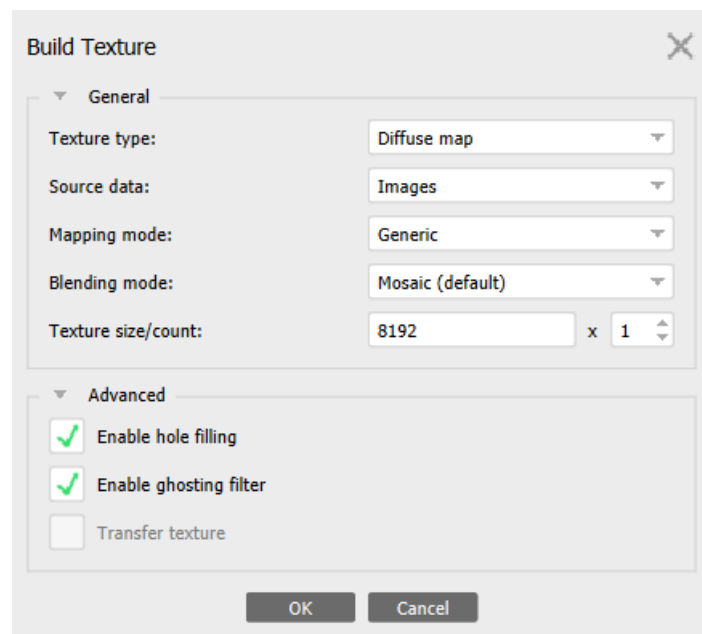 Build Texture
General
Texture type: Diffuse map
Source data: Images
Mapping mode: Generic
Blending mode: Mosaic (default)
Texture size/count: 8192 x 1
Advanced
Enable hole filling
Enable ghosting filter
Transfer texture
OK Cancel